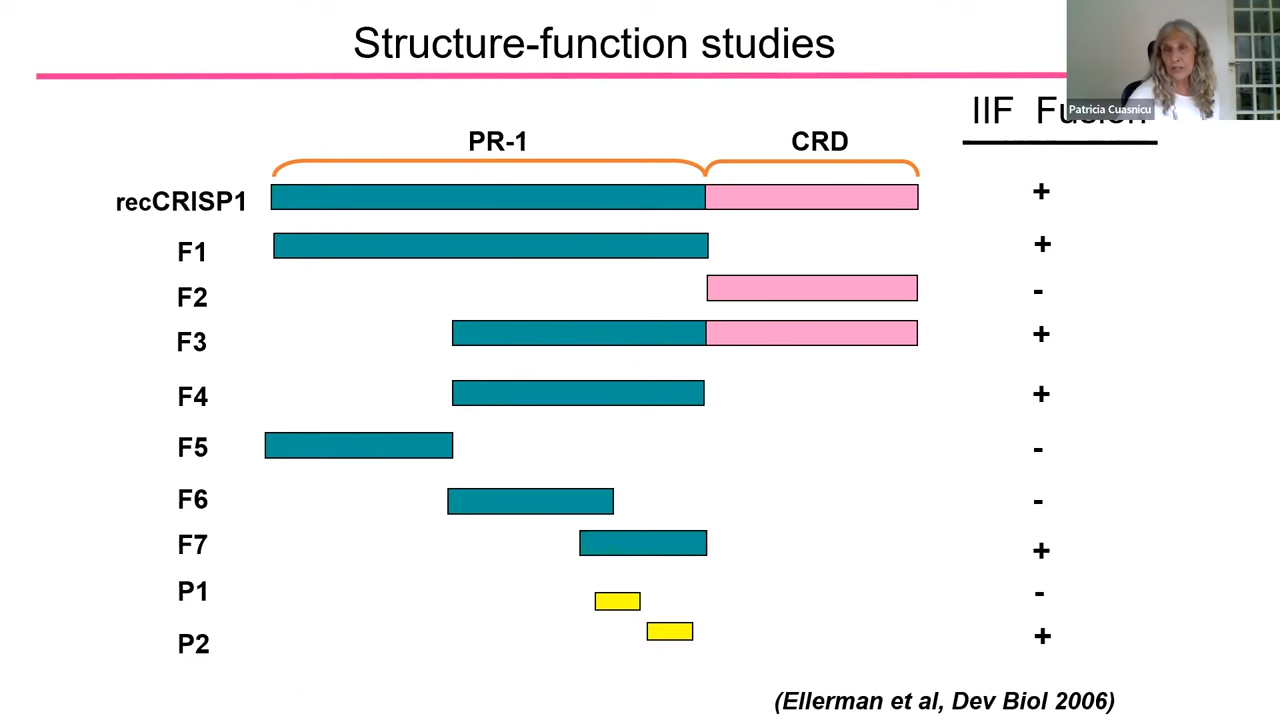 Structure-function studies
Patricia Cuasnicu
IIF Fusion
PR-1 CRD
recCRISP1 +
F1 +
F2 -
F3 +
F4 +
F5 -
F6 -
F7 +
P1 -
P2 +
(Ellerman et al, Dev Biol 2006)